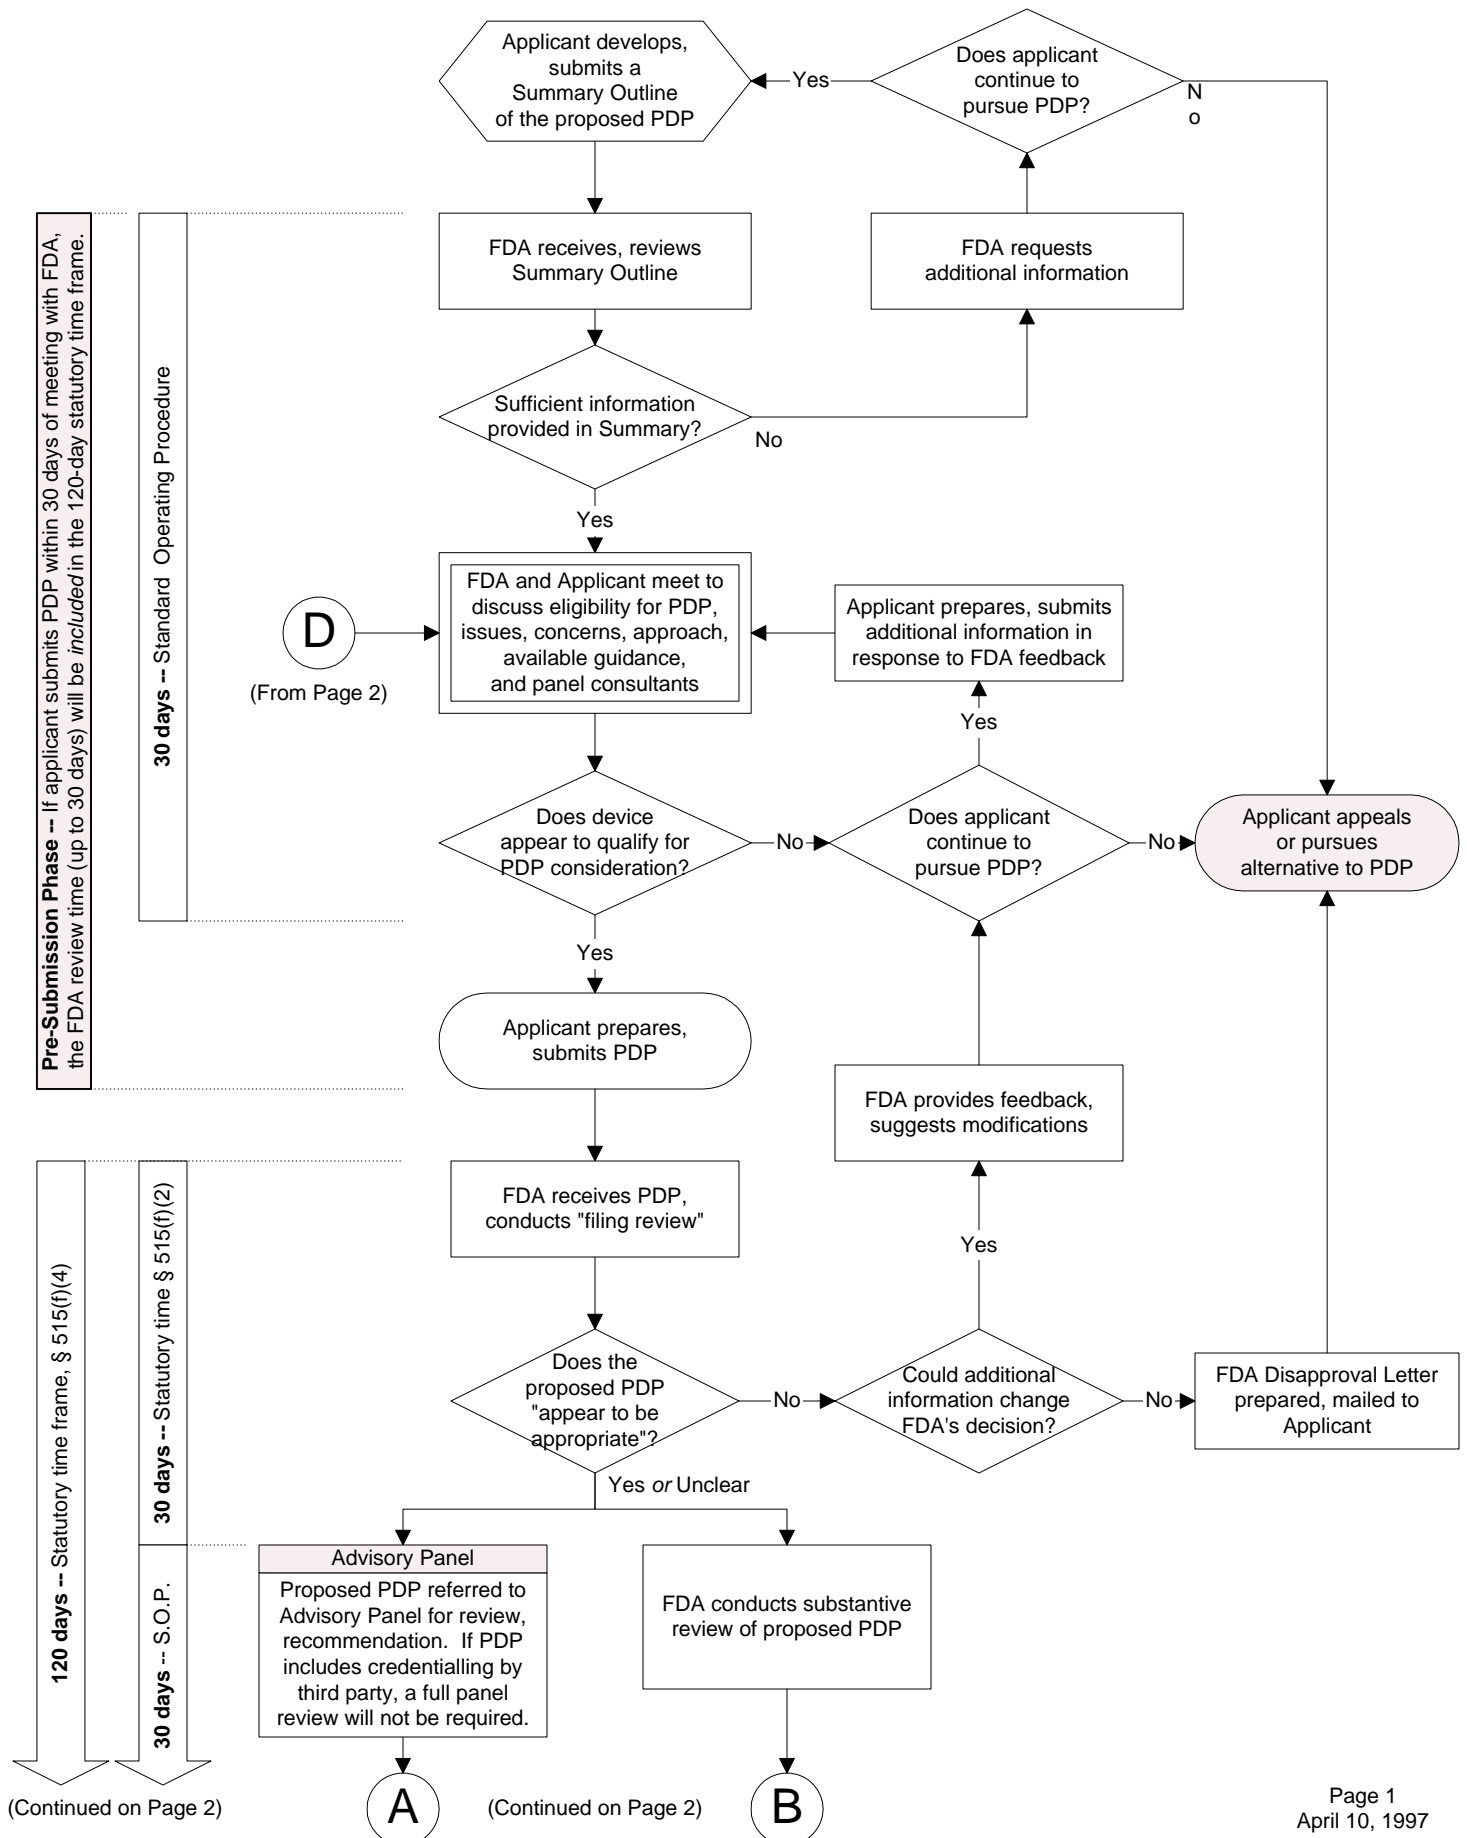 Applicant develops,
submits a
Summary Outline
of the proposed PDP
Yes
Does applicant
continue to
pursue PDP?
N
o
Pre-Submission Phase -- If applicant submits PDP within 30 days of meeting with FDA,
the FDA review time (up to 30 days) will be included in the 120-day statutory time frame.
30 days -- Standard Operating Procedure
FDA receives, reviews
Summary Outline
FDA requests
additional information
Sufficient information
provided in Summary?
No
Yes
D
(From Page 2)
FDA and Applicant meet to
discuss eligibility for PDP,
issues, concerns, approach,
available guidance,
and panel consultants
Applicant prepares, submits
additional information in
response to FDA feedback
Yes
Does device
appear to qualify for
PDP consideration?
No
Does applicant
continue to
pursue PDP?
No
Applicant appeals
or pursues
alternative to PDP
Yes
Applicant prepares,
submits PDP
FDA provides feedback,
suggests modifications
120 days -- Statutory time frame, § 515(f)(4)
30 days -- Statutory time § 515(f)(2)
FDA receives PDP,
conducts "filing review"
Yes
Does the
proposed PDP
"appear to be
appropriate"?
No
Could additional
information change
FDA's decision?
No
FDA Disapproval Letter
prepared, mailed to
Applicant
Yes or Unclear
30 days -- S.O.P.
Advisory Panel
Proposed PDP referred to
Advisory Panel for review,
recommendation. If PDP
includes credentialling by
third party, a full panel
review will not be required.
FDA conducts substantive
review of proposed PDP
(Continued on Page 2)
A
(Continued on Page 2)
B
Page 1
April 10, 1997